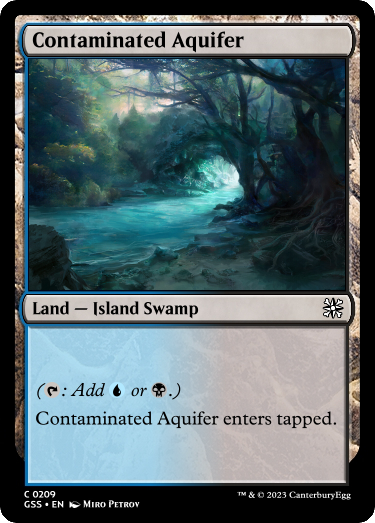 Contaminated Aquifer
Land — Island Swamp
(: Add or .)
Contaminated Aquifer enters tapped.
C 0209
GSS • EN Miro Petrov
™ & © 2023 CanterburyEgg